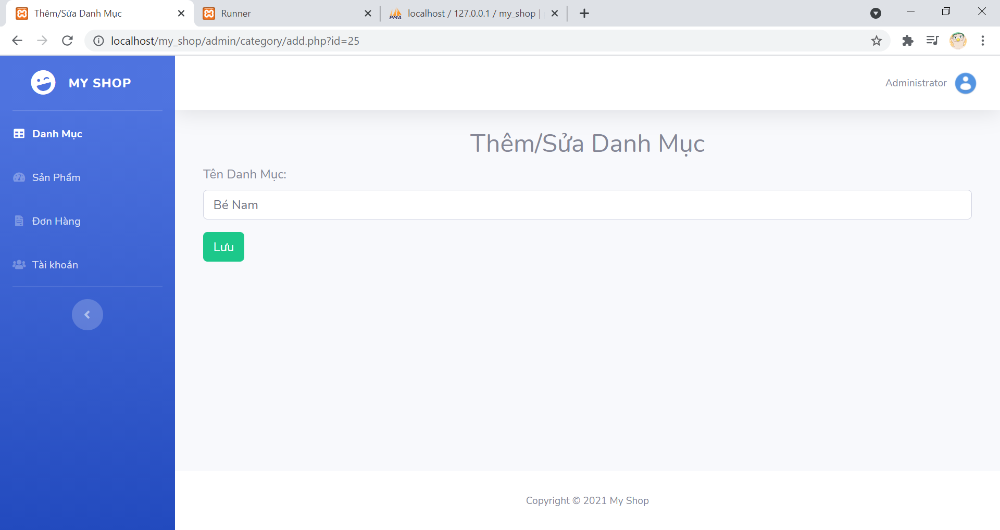 Thêm/Sửa Danh Mục
Runner
localhost / 127.0.0.1 / my_shop |
localhost/my_shop/admin/category/add.php?id=25
MY SHOP
Administrator
Danh Mục
Sản Phẩm
Đơn Hàng
Tài khoản
Thêm/Sửa Danh Mục
Tên Danh Mục:
Bé Nam
Lưu
Copyright © 2021 My Shop